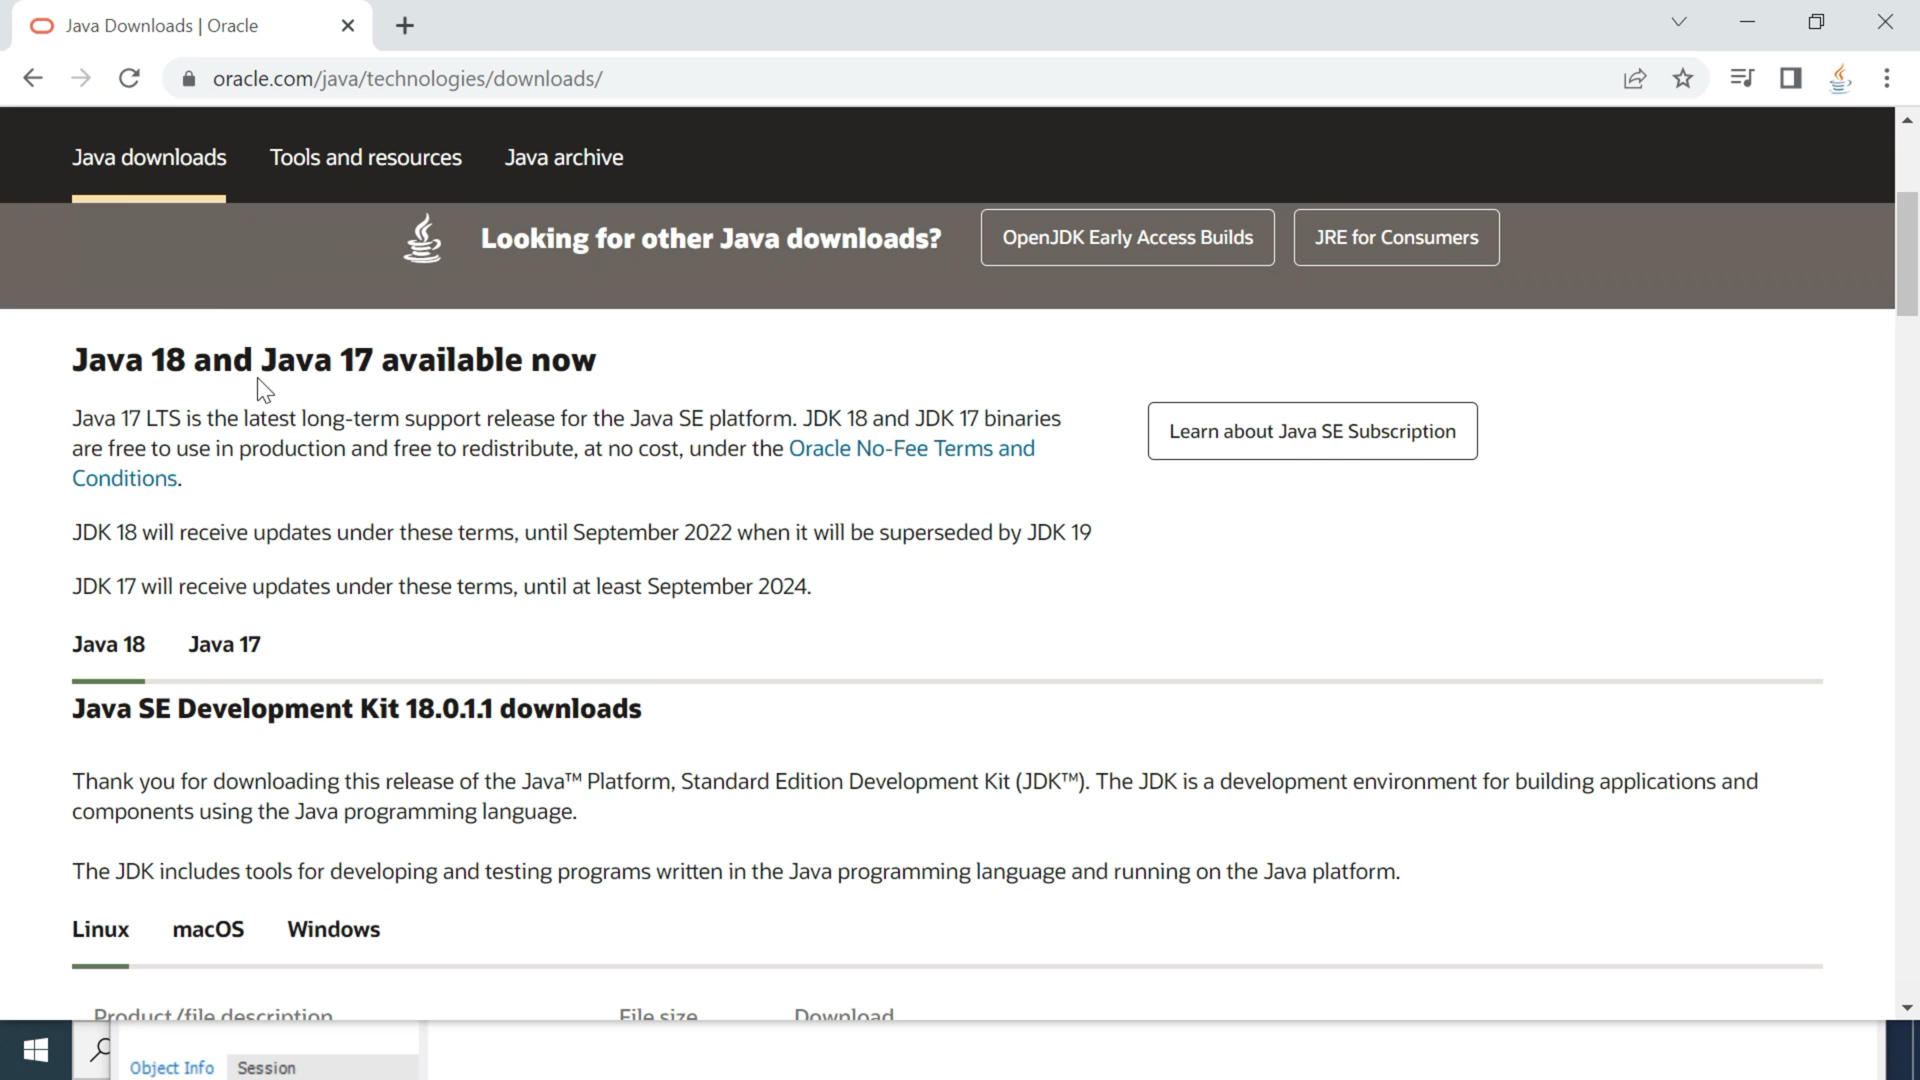 Java Downloads | Oracle
oracle.com/java/technologies/downloads/
Java downloads Tools and resources Java archive
Looking for other Java downloads? OpenJDK Early Access Builds JRE for Consumers
Java 18 and Java 17 available now
Java 17 LTS is the latest long-term support release for the Java SE platform. JDK 18 and JDK 17 binaries
are free to use in production and free to redistribute, at no cost, under the Oracle No-Fee Terms and
Conditions.
Learn about Java SE Subscription
JDK 18 will receive updates under these terms, until September 2022 when it will be superseded by JDK 19
JDK 17 will receive updates under these terms, until at least September 2024.
Java 18 Java 17
Java SE Development Kit 18.0.1.1 downloads
Thank you for downloading this release of the Java™ Platform, Standard Edition Development Kit (JDK™). The JDK is a development environment for building applications and
components using the Java programming language.
The JDK includes tools for developing and testing programs written in the Java programming language and running on the Java platform.
Linux macOS Windows
Product/file description File size Download
Object Info Session